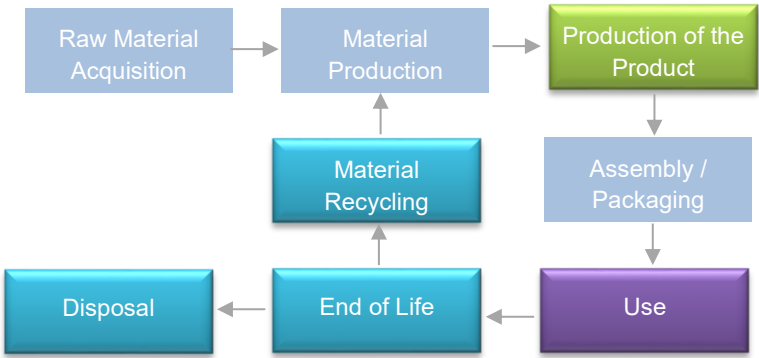 Raw Material
Acquisition
Material
Production
Production of the
Product
Material
Recycling
Assembly /
Packaging
Disposal
End of Life
Use